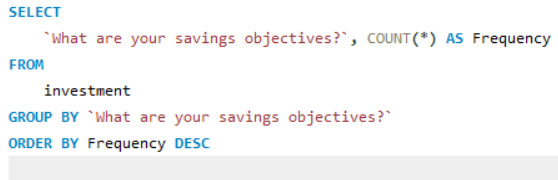 SELECT
`What are your savings objectives?`, COUNT(*) AS Frequency
FROM
investment
GROUP BY `What are your savings objectives?`
ORDER BY Frequency DESC